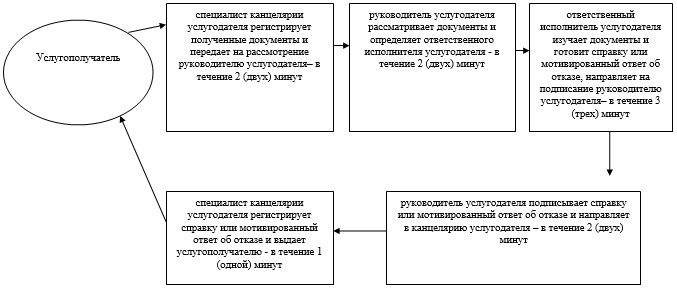 Услугополучатель
специалист канцелярии
услугодателя регистрирует
полученные документы и
передает на рассмотрение
руководителю услугодателя– в
течение 2 (двух) минут
руководитель услугодателя
рассматривает документы и
определяет ответственного
исполнителя услугодателя - в
течение 2 (двух) минут
ответственный
исполнитель услугодателя
изучает документы и
готовит справку или
мотивированный ответ об
отказе, направляет на
подписание руководителю
услугодателя– в течение 3
(трех) минут
руководитель услугодателя подписывает справку
или мотивированный ответ об отказе и направляет
в канцелярию услугодателя – в течение 2 (двух)
минут
специалист канцелярии
услугодателя регистрирует
справку или мотивированный
ответ об отказе и выдает
услугополучателю - в течение 1
(одной) минут